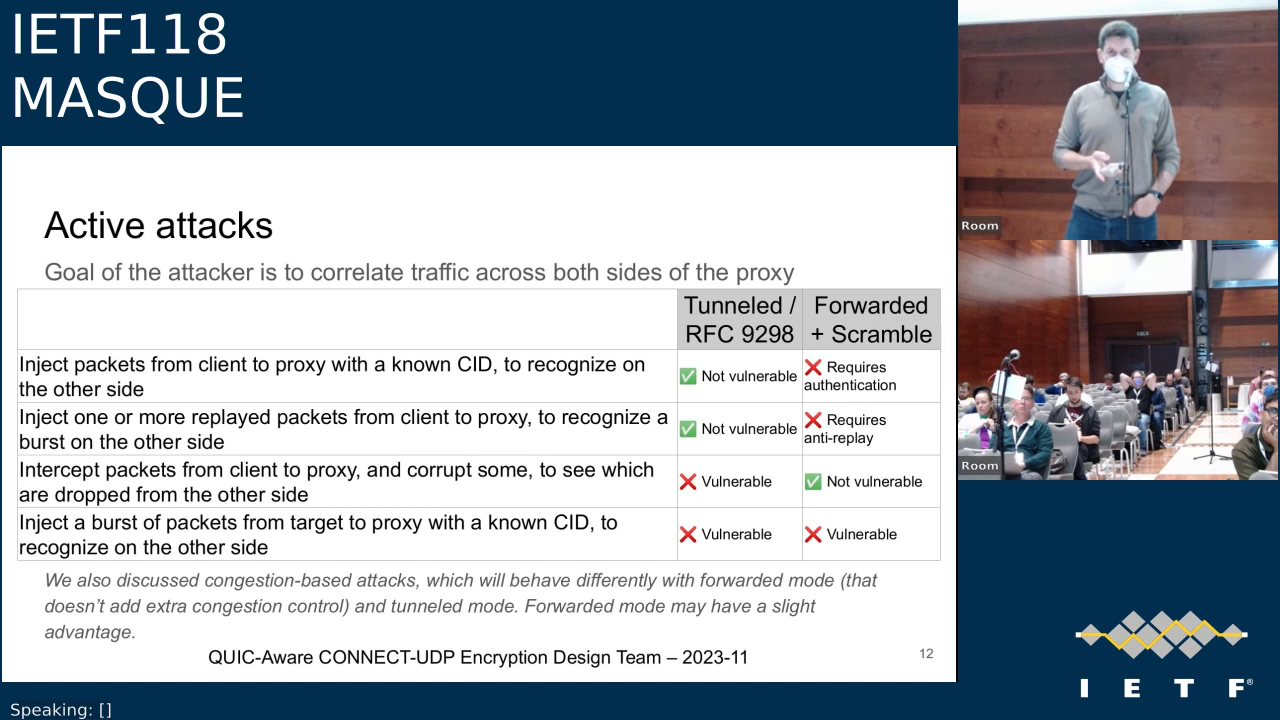 IETF118
MASQUE
Active attacks
Goal of the attacker is to correlate traffic across both sides of the proxy
Tunneled /
RFC 9298
Forwarded
+ Scramble
Inject packets from client to proxy with a known CID, to recognize on
the other side
✅ Not vulnerable
❌ Requires
authentication
Inject one or more replayed packets from client to proxy, to recognize a
burst on the other side
✅ Not vulnerable
❌ Requires
anti-replay
Intercept packets from client to proxy, and corrupt some, to see which
are dropped from the other side
❌ Vulnerable
✅ Not vulnerable
Inject a burst of packets from target to proxy with a known CID, to
recognize on the other side
❌ Vulnerable
❌ Vulnerable
We also discussed congestion-based attacks, which will behave differently with forwarded mode (that
doesn’t add extra congestion control) and tunneled mode. Forwarded mode may have a slight
advantage.
QUIC-Aware CONNECT-UDP Encryption Design Team – 2023-11
12
Room
Room
I E T F®
Speaking: []